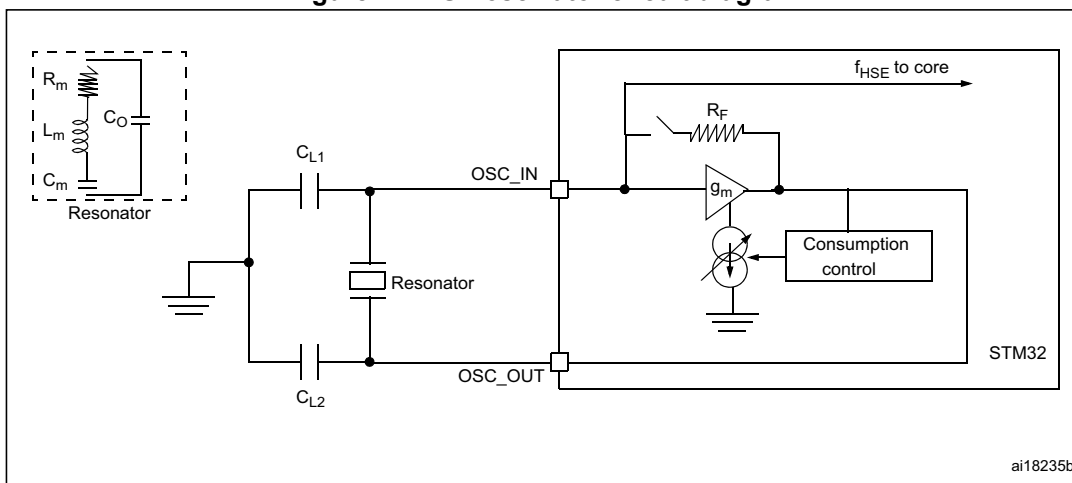 f_HSE to core
R_m
R_F
L_m
C_O
C_m
Resonator
C_L1
OSC_IN
g_m
Consumption
control
Resonator
STM32
OSC_OUT
C_L2
ai18235b